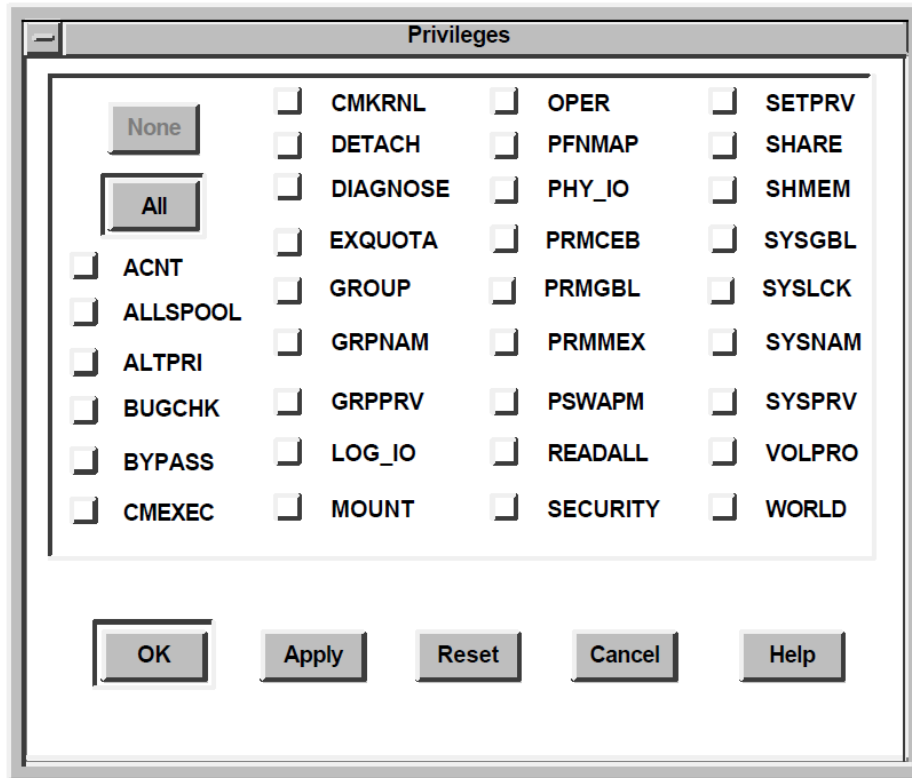 Privileges
None
All
ACNT
ALLSPOOL
ALTPRI
BUGCHK
BYPASS
CMEXEC
CMKRNL
DETACH
DIAGNOSE
EXQUOTA
GROUP
GRPNAM
GRPPRV
LOG_IO
MOUNT
OPER
PFNMAP
PHY_IO
PRMCEB
PRMGBL
PRMMEX
PSWAPM
READALL
SECURITY
SETPRV
SHARE
SHMEM
SYSGBL
SYSLCK
SYSNAM
SYSPRV
VOLPRO
WORLD
OK
Apply
Reset
Cancel
Help